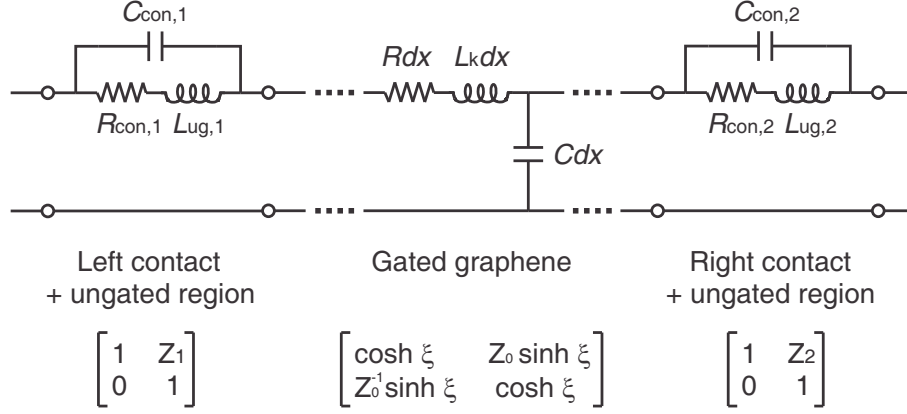 Ccon,1
Rcon,1 Lug,1
Rdx Lkdx
Cdx
Ccon,2
Rcon,2 Lug,2
Left contact
+ ungated region
Gated graphene
Right contact
+ ungated region
1 Z1
0 1
cosh ξ Z0 sinh ξ
Z0-1 sinh ξ cosh ξ
1 Z2
0 1